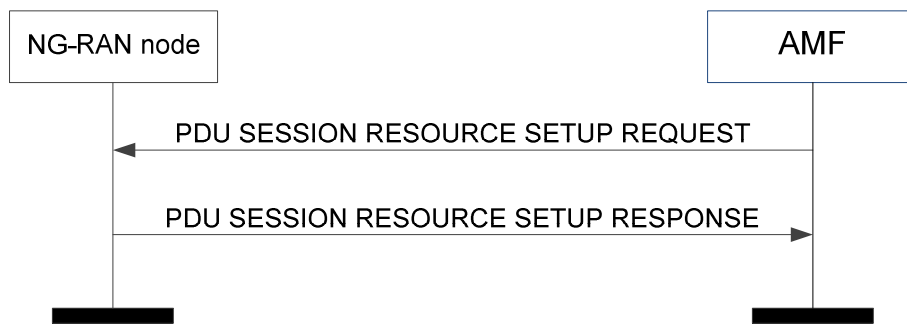 NG-RAN node
AMF
PDU SESSION RESOURCE SETUP REQUEST
PDU SESSION RESOURCE SETUP RESPONSE